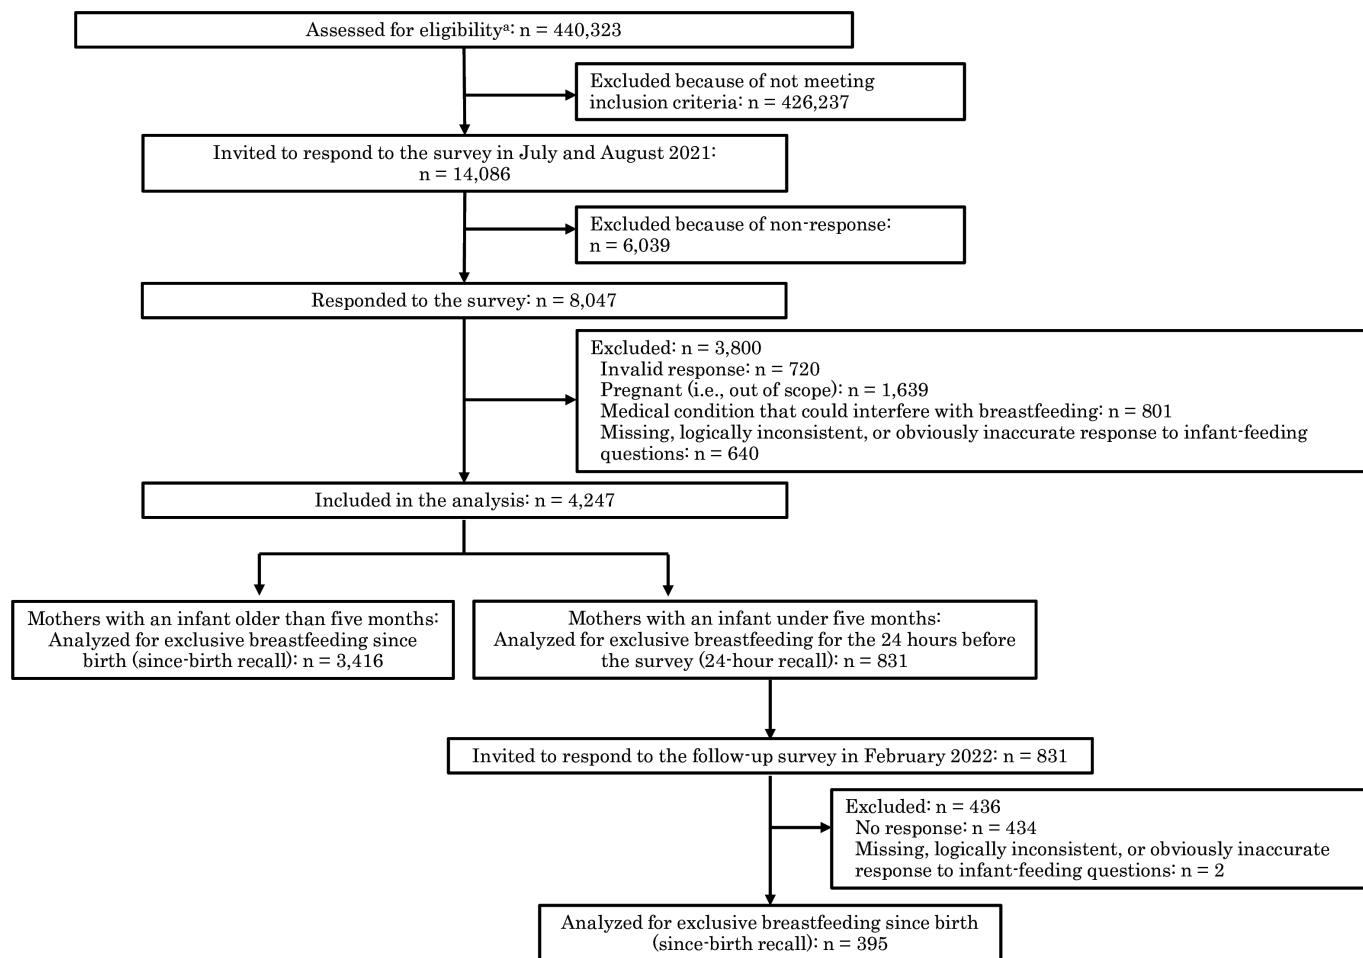 Assessed for eligibilityᵃ: n = 440,323
Excluded because of not meeting
inclusion criteria: n = 426,237
Invited to respond to the survey in July and August 2021:
n = 14,086
Excluded because of non-response:
n = 6,039
Responded to the survey: n = 8,047
Excluded: n = 3,800
Invalid response: n = 720
Pregnant (i.e., out of scope): n = 1,639
Medical condition that could interfere with breastfeeding: n = 801
Missing, logically inconsistent, or obviously inaccurate response to infant-feeding
questions: n = 640
Included in the analysis: n = 4,247
Mothers with an infant older than five months:
Analyzed for exclusive breastfeeding since
birth (since-birth recall): n = 3,416
Mothers with an infant under five months:
Analyzed for exclusive breastfeeding for the 24 hours before
the survey (24-hour recall): n = 831
Invited to respond to the follow-up survey in February 2022: n = 831
Excluded: n = 436
No response: n = 434
Missing, logically inconsistent, or obviously inaccurate
response to infant-feeding questions: n = 2
Analyzed for exclusive breastfeeding since birth
(since-birth recall): n = 395